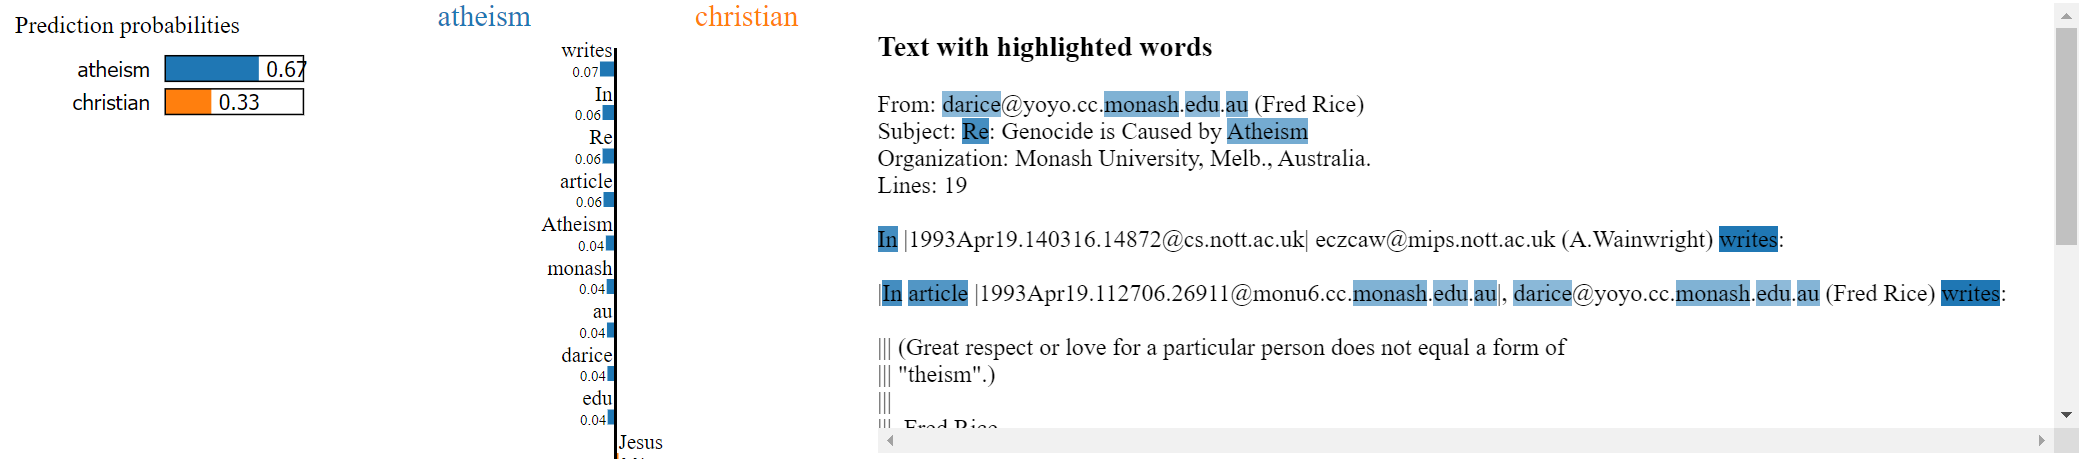 Prediction probabilities
atheism 0.67
christian 0.33
atheism christian
writes
0.07
In
0.06
Re
0.06
article
0.06
Atheism
0.04
monash
0.04
au
0.04
darice
0.04
edu
0.04
Jesus
Text with highlighted words
From: darice@yoyo.cc.monash.edu.au (Fred Rice)
Subject: Re: Genocide is Caused by Atheism
Organization: Monash University, Melb., Australia.
Lines: 19
In |1993Apr19.140316.14872@cs.nott.ac.uk| eczcaw@mips.nott.ac.uk (A.Wainwright) writes:
|In article |1993Apr19.112706.26911@monu6.cc.monash.edu.au|, darice@yoyo.cc.monash.edu.au (Fred Rice) writes:
||| (Great respect or love for a particular person does not equal a form of
||| "theism".)
|||
||| Fred Rice